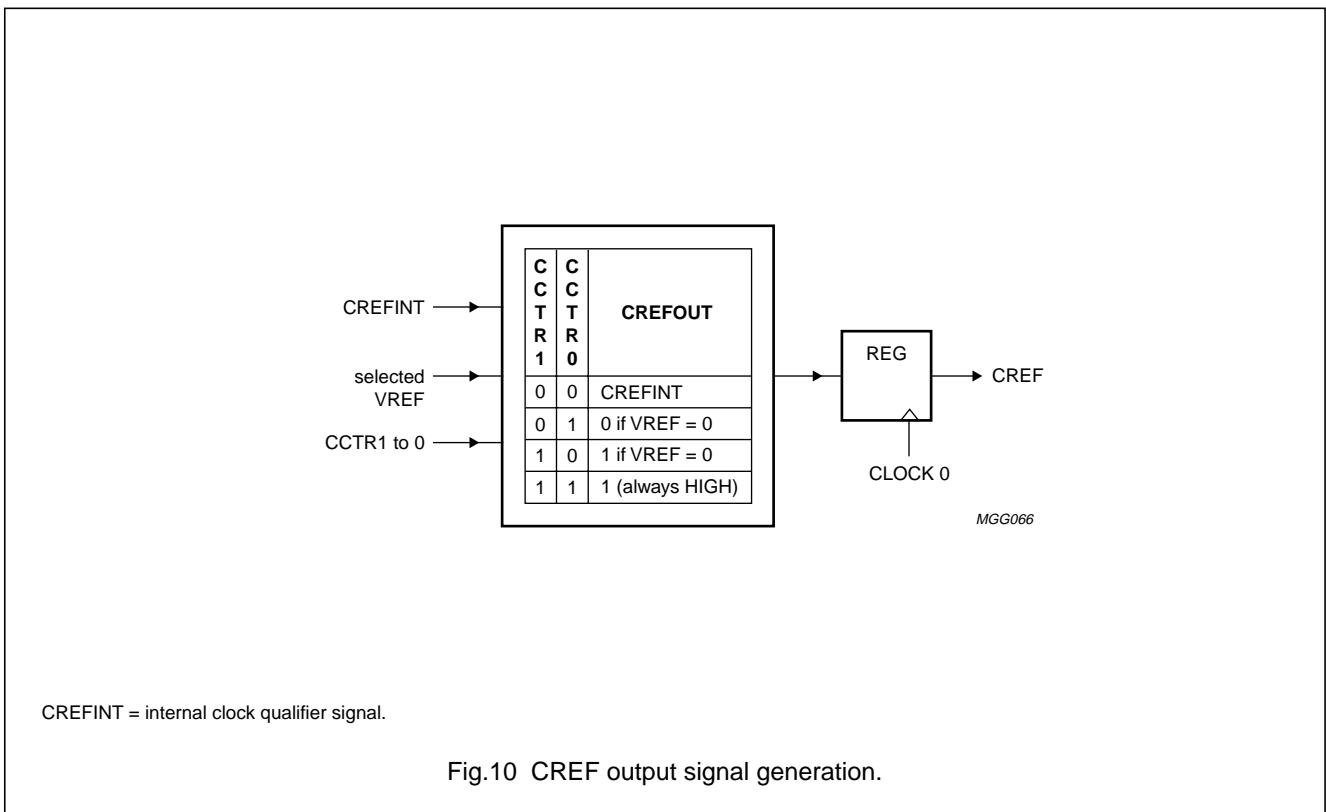 CREFINT
selected
VREF
CCTR1 to 0
CCTR1 CCTR0 CREFOUT
0 0 CREFINT
0 1 0 if VREF = 0
1 0 1 if VREF = 0
1 1 1 (always HIGH)
REG
CREF
CLOCK 0
MGG066
CREFINT = internal clock qualifier signal.
Fig.10 CREF output signal generation.